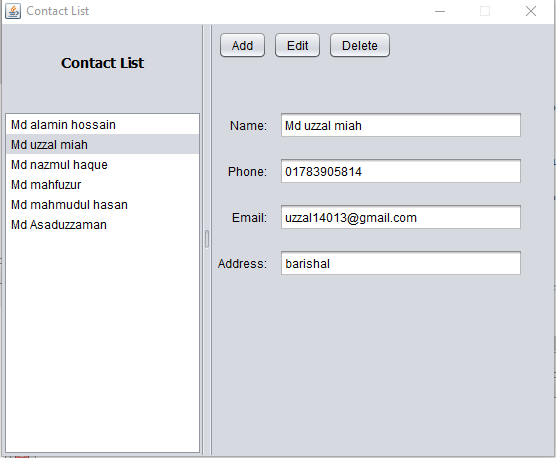 Contact List
Contact List
Add Edit Delete
Md alamin hossain
Md uzzal miah
Md nazmul haque
Md mahfuzur
Md mahmudul hasan
Md Asaduzzaman
Name: Md uzzal miah
Phone: 01783905814
Email: uzzal14013@gmail.com
Address: barishal